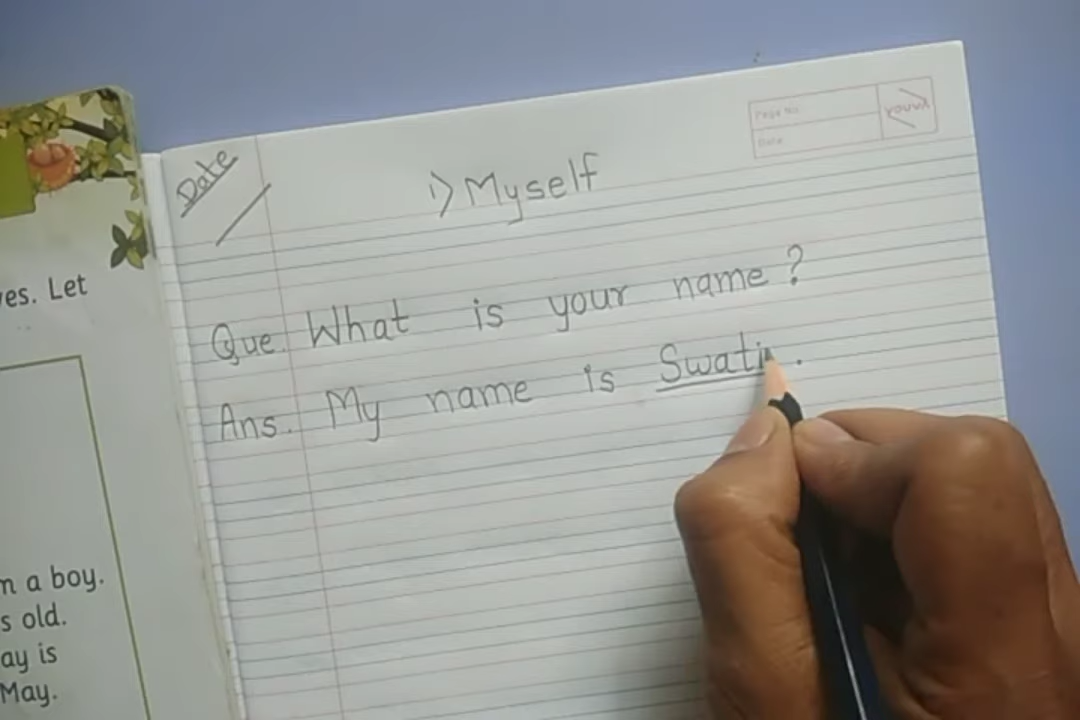 es. Let
m a boy.
s old.
ay is
May.
Date
Page No.
Date
YOUVA
1) Myself
Que. What is your name?
Ans. My name is Swati.